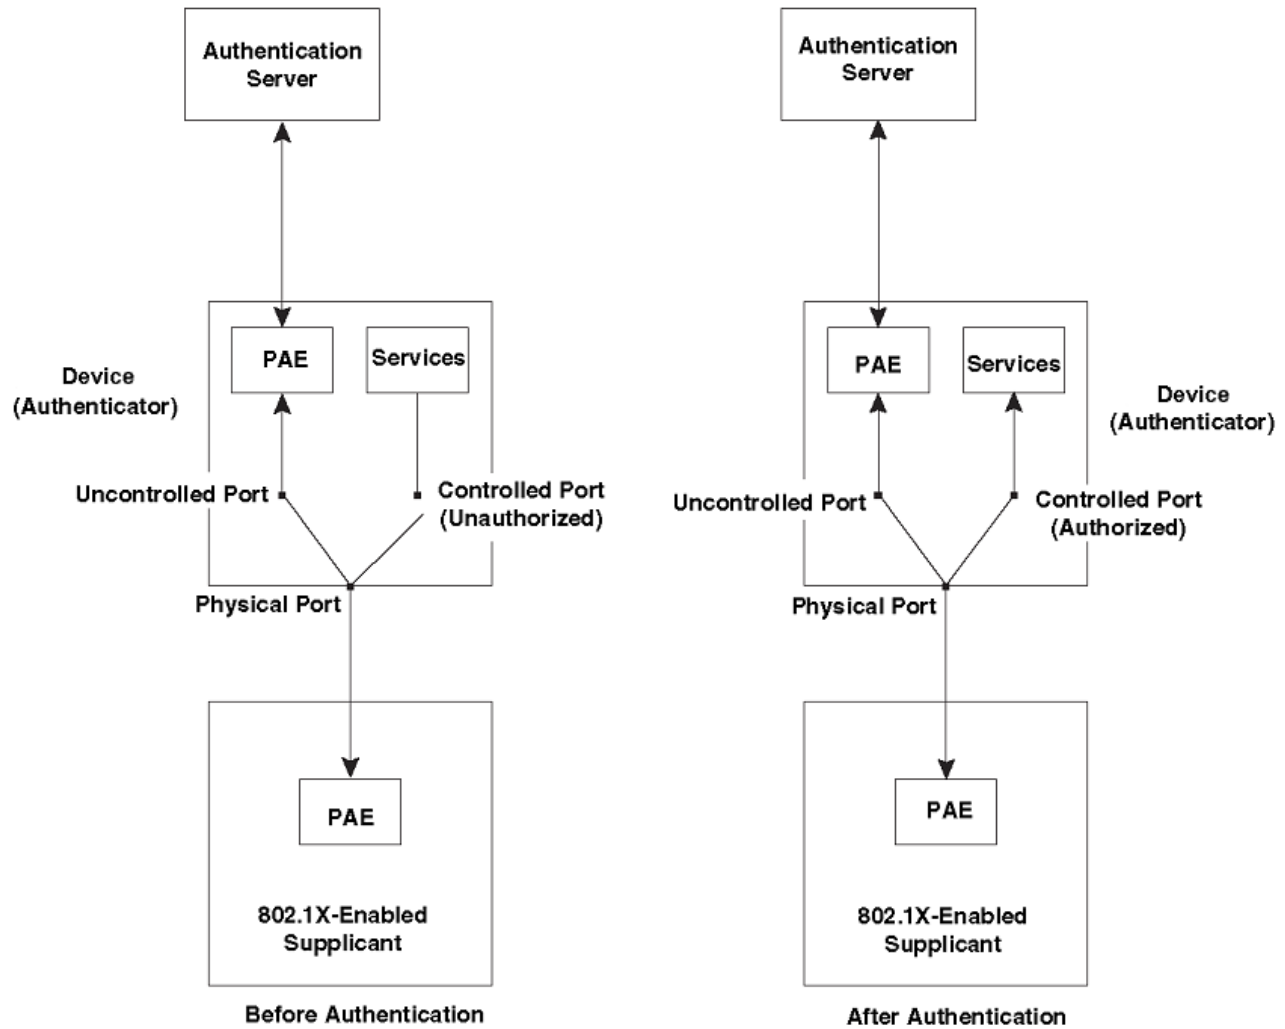 Authentication
Server
PAE
Services
Device
(Authenticator)
Uncontrolled Port
Controlled Port
(Unauthorized)
Physical Port
PAE
802.1X-Enabled
Supplicant
Before Authentication
Authentication
Server
PAE
Services
Device
(Authenticator)
Uncontrolled Port
Controlled Port
(Authorized)
Physical Port
PAE
802.1X-Enabled
Supplicant
After Authentication